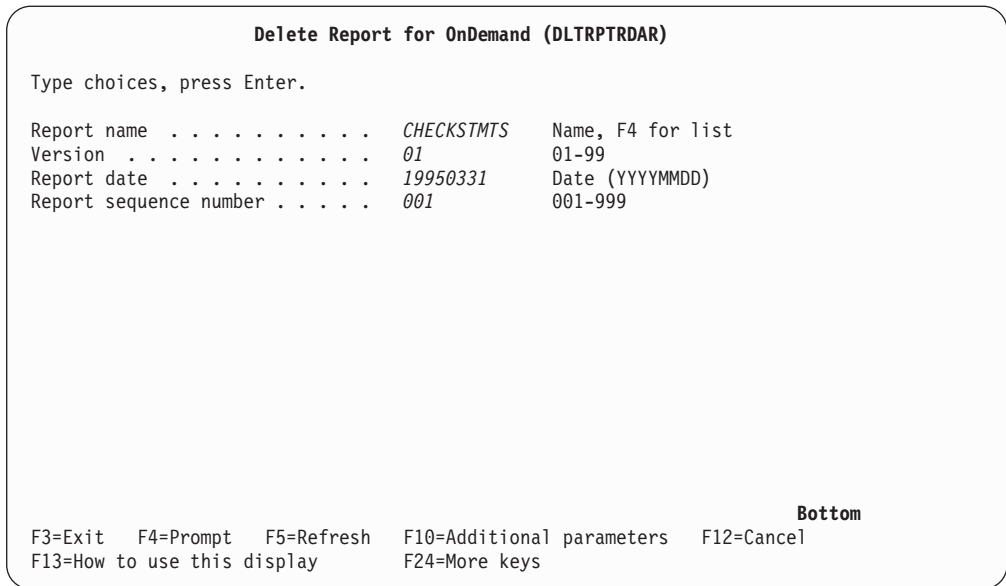 Delete Report for OnDemand (DLTRPTRDAR)
Type choices, press Enter.
Report name . . . . . . . . . . CHECKSTMTS Name, F4 for list
Version . . . . . . . . . . . . 01 01-99
Report date . . . . . . . . . . 19950331 Date (YYYYMMDD)
Report sequence number . . . . . 001 001-999
Bottom
F3=Exit F4=Prompt F5=Refresh F10=Additional parameters F12=Cancel
F13=How to use this display F24=More keys